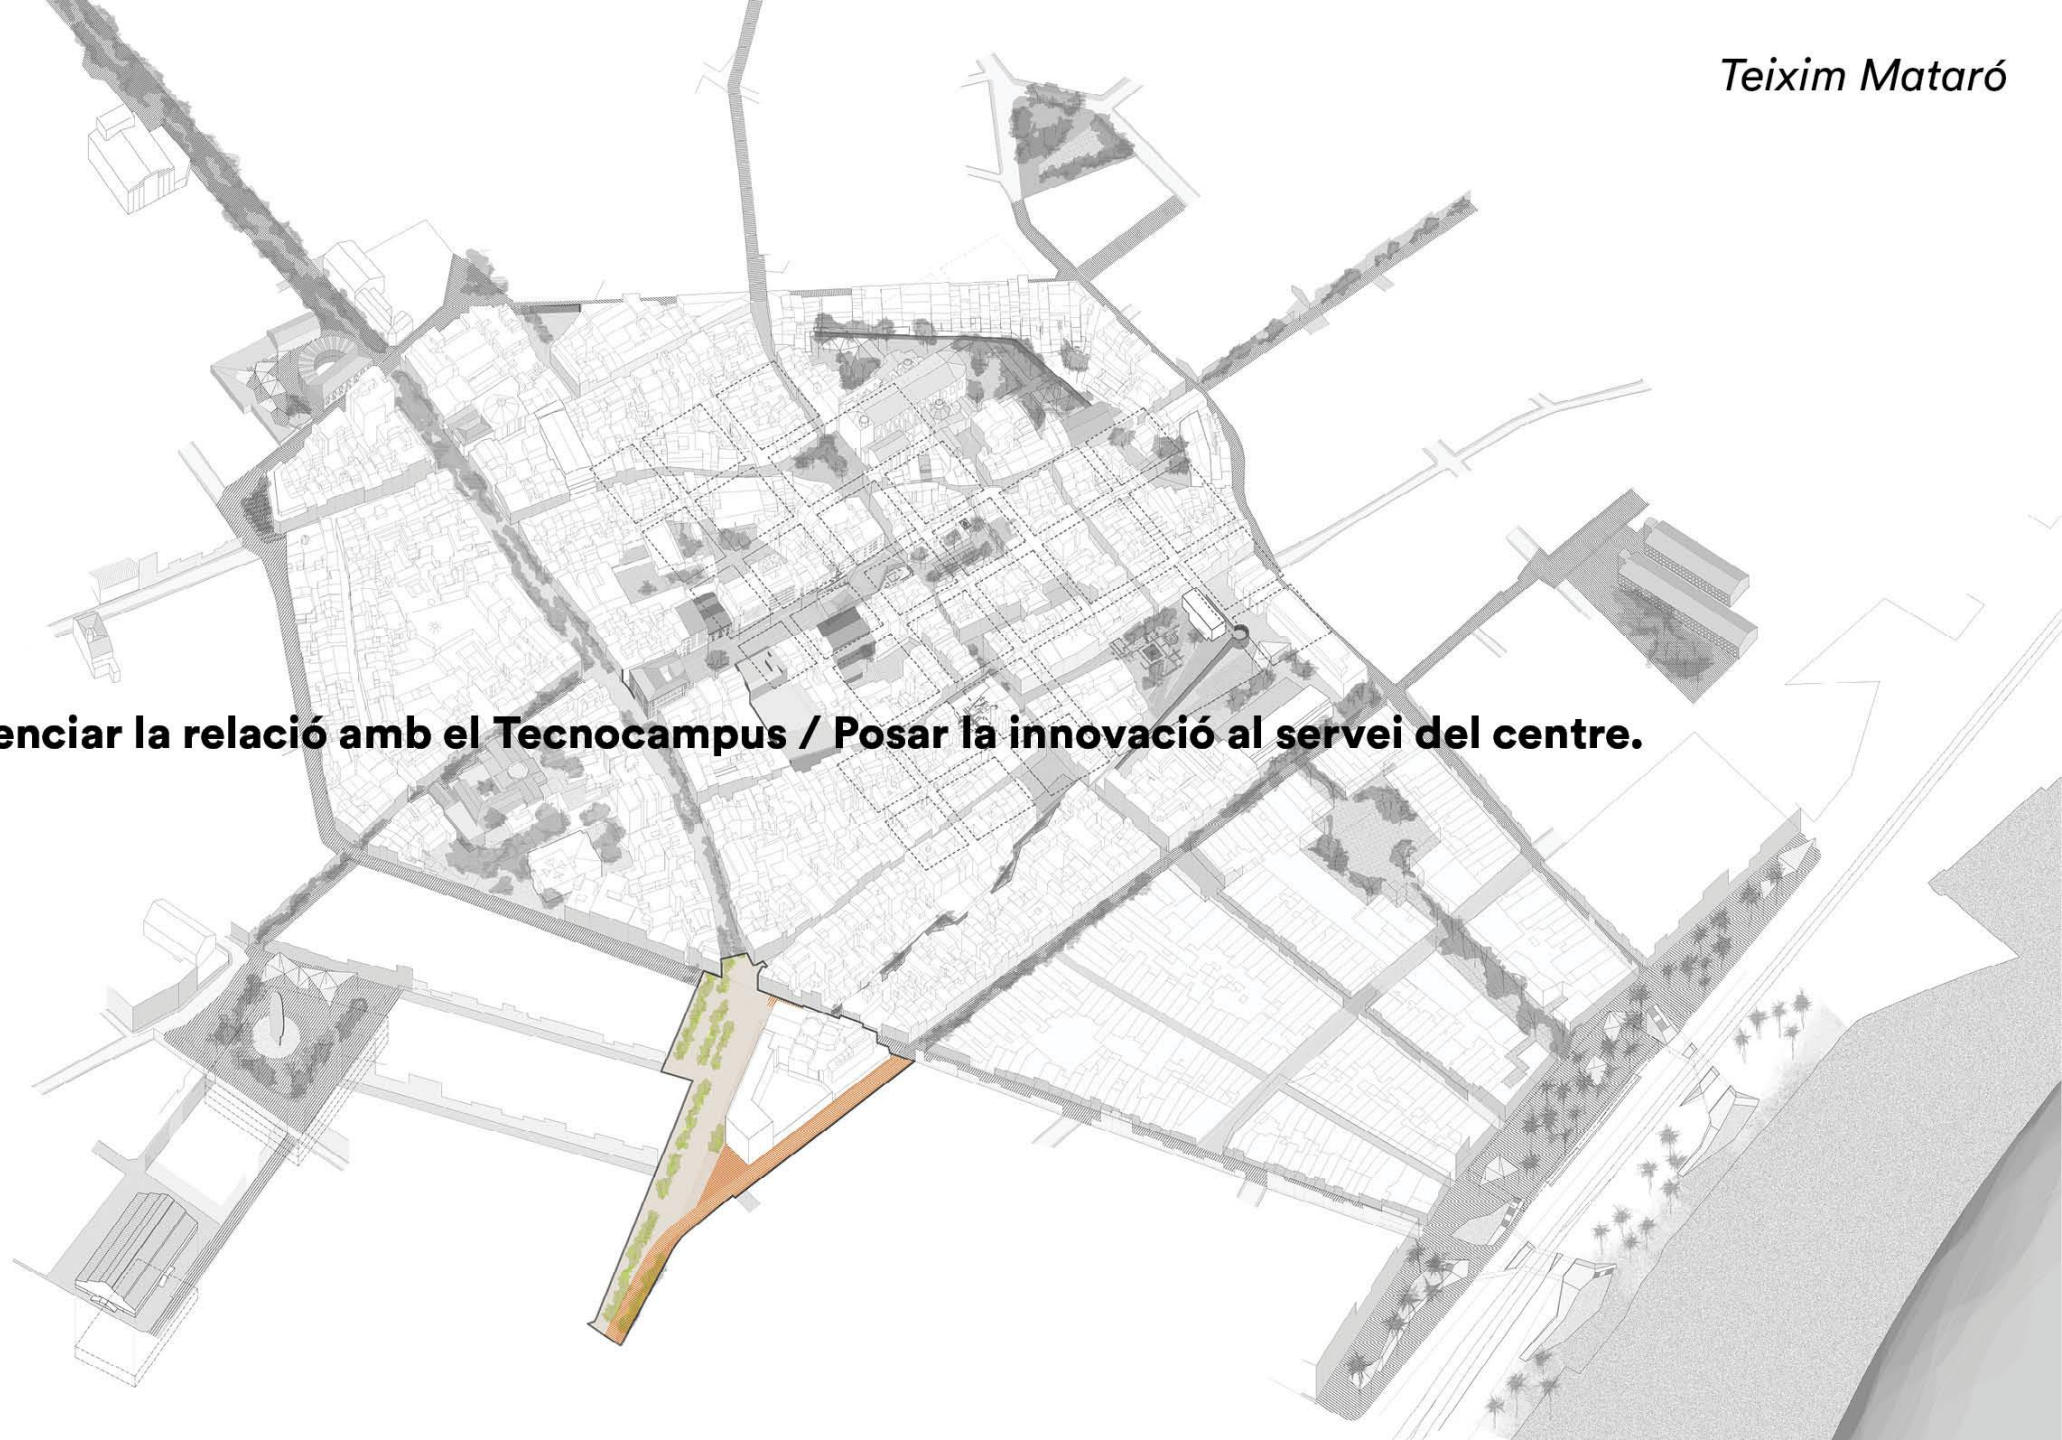 Teixim Mataró
enciar la relació amb el Tecnocampus / Posar la innovació al servei del centre.